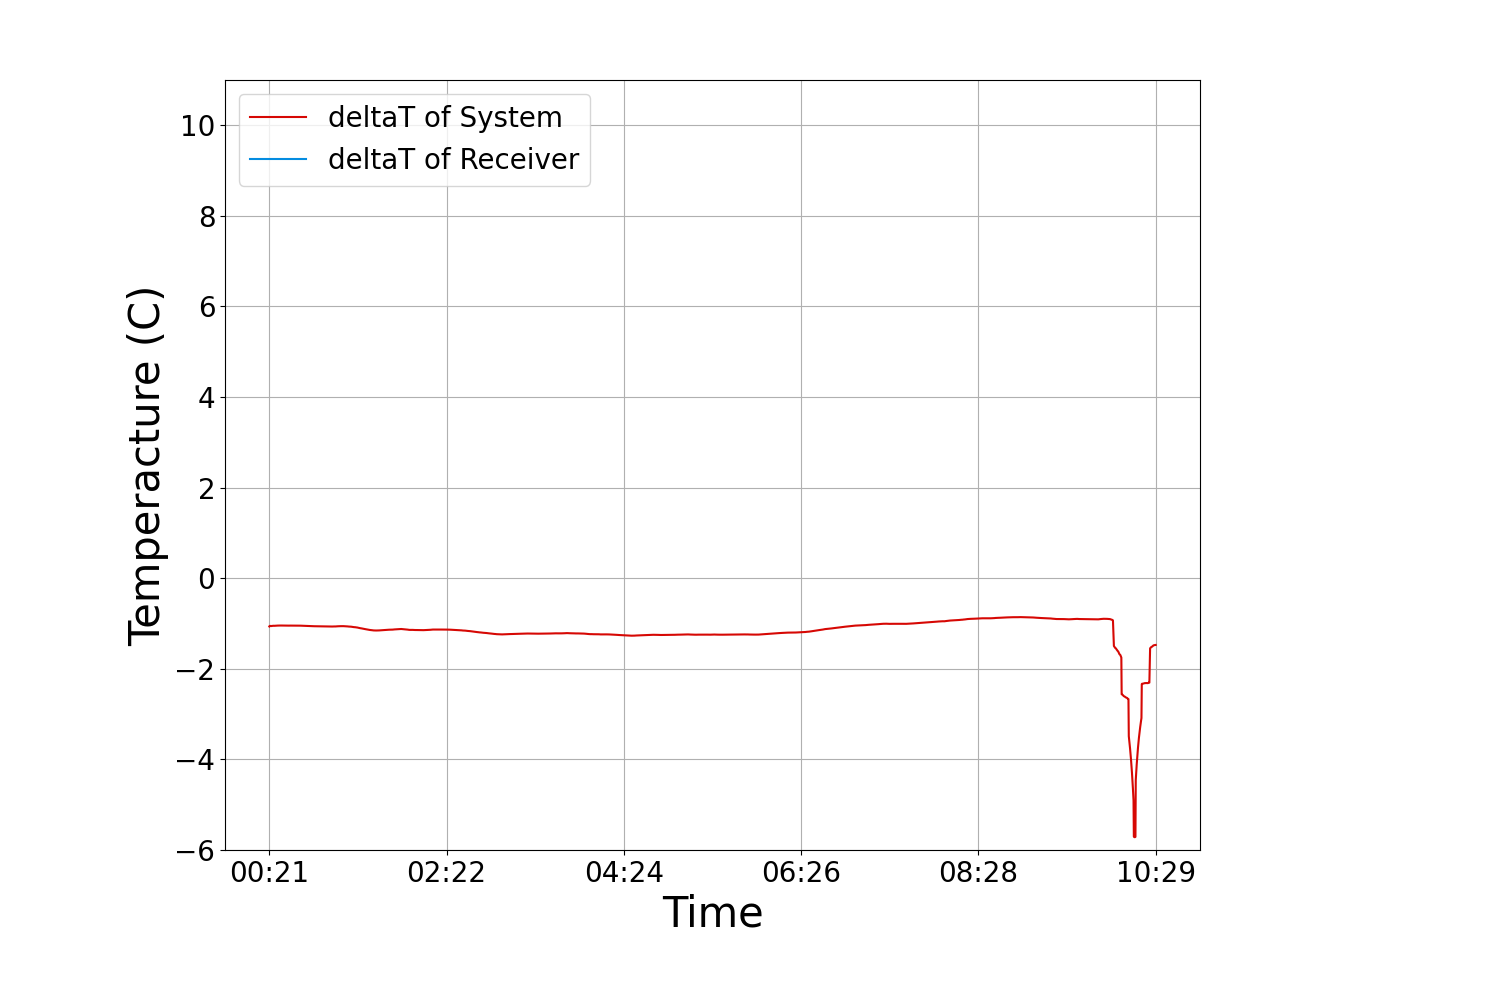 deltaT of System
deltaT of Receiver
10
8
6
4
2
0
−2
−4
−6
Temperacture (C)
00:21 02:22 04:24 06:26 08:28 10:29
Time